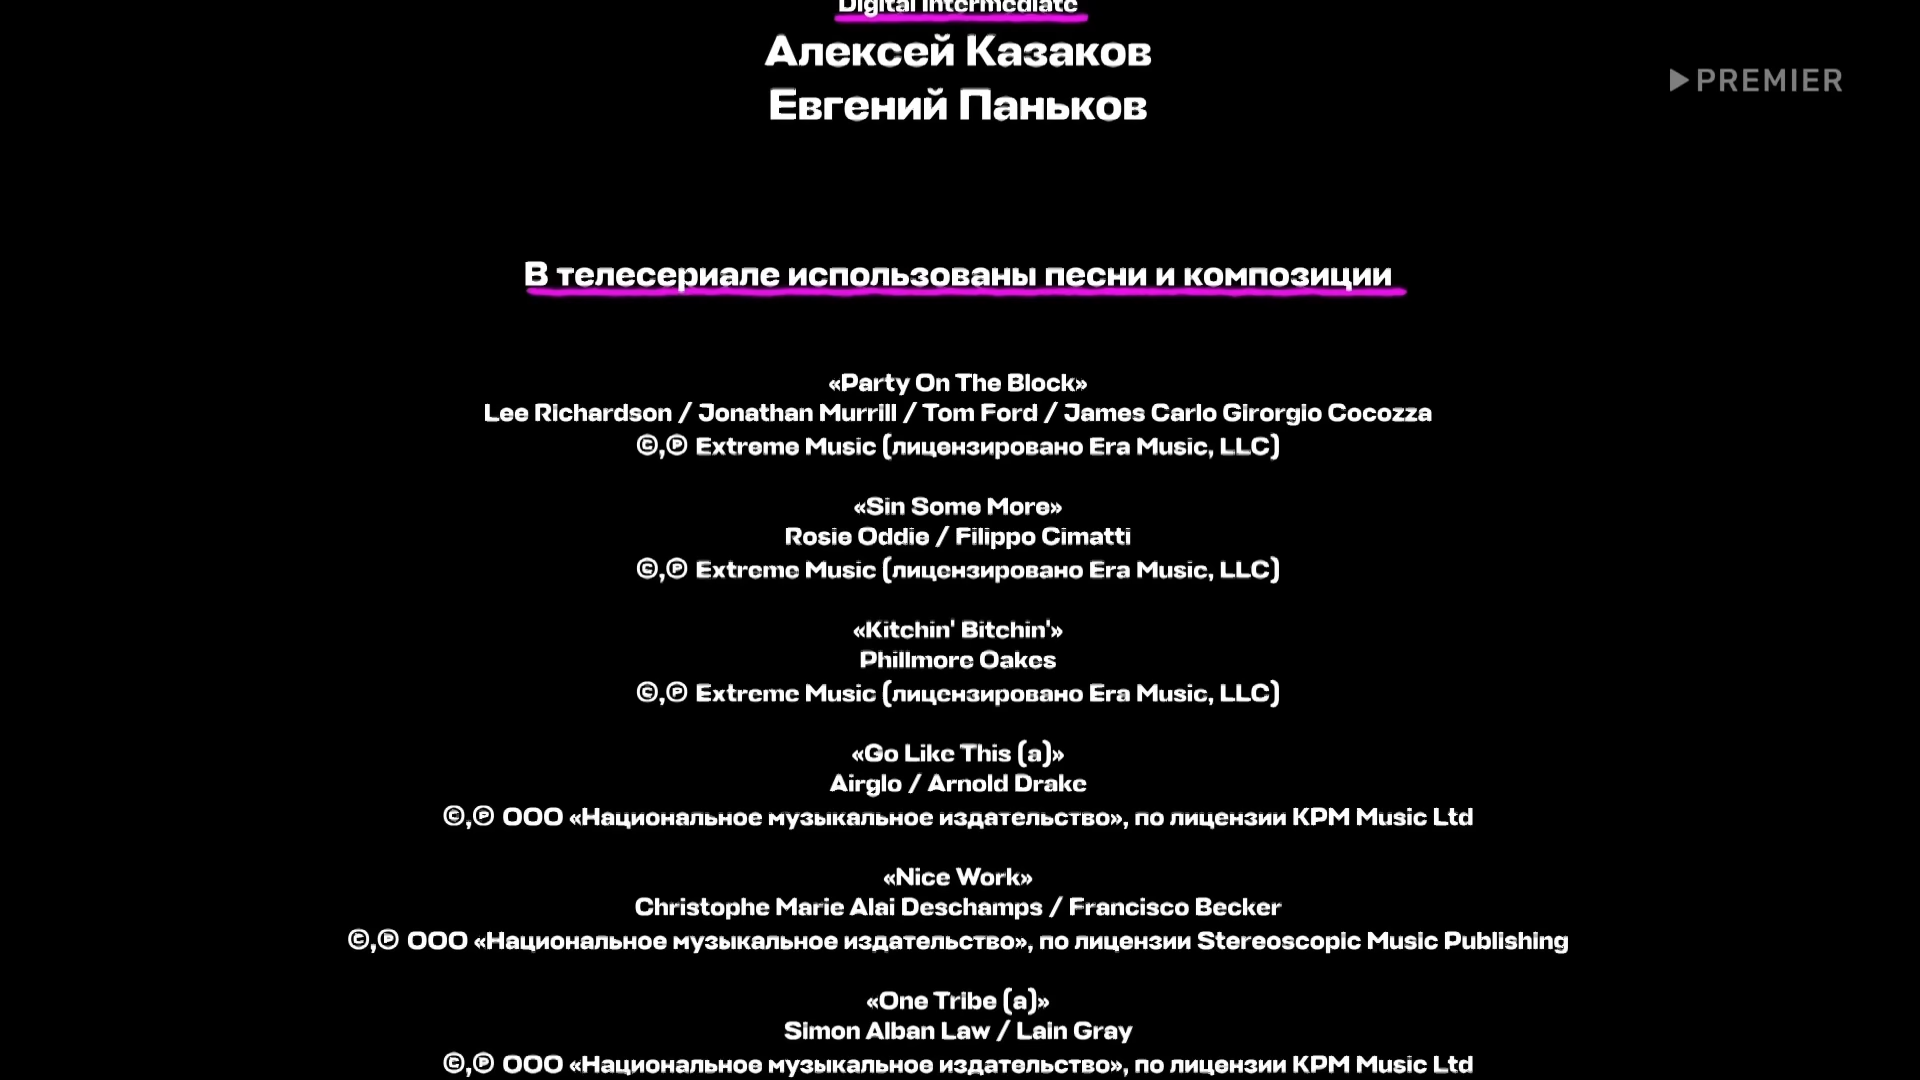 Digital Intermediate
Алексей Казаков
Евгений Паньков
PREMIER
В телесериале использованы песни и композиции
«Party On The Block»
Lee Richardson / Jonathan Murrill / Tom Ford / James Carlo Girorgio Cocozza
©,℗ Extreme Music (лицензировано Era Music, LLC)
«Sin Some More»
Rosie Oddie / Filippo Cimatti
©,℗ Extreme Music (лицензировано Era Music, LLC)
«Kitchin' Bitchin'»
Phillmore Oakes
©,℗ Extreme Music (лицензировано Era Music, LLC)
«Go Like This (a)»
Airglo / Arnold Drake
©,℗ ООО «Национальное музыкальное издательство», по лицензии KPM Music Ltd
«Nice Work»
Christophe Marie Alai Deschamps / Francisco Becker
©,℗ ООО «Национальное музыкальное издательство», по лицензии Stereoscopic Music Publishing
«One Tribe (a)»
Simon Alban Law / Lain Gray
©,℗ ООО «Национальное музыкальное издательство», по лицензии KPM Music Ltd